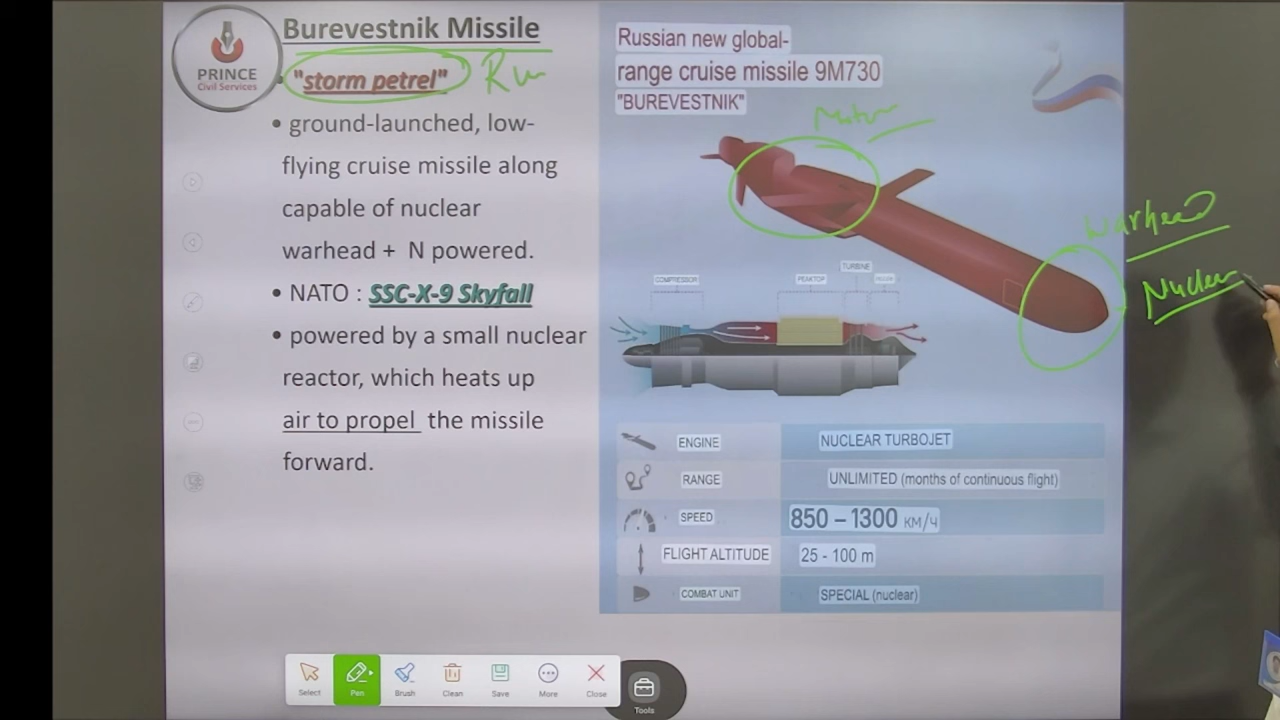 PRINCE
Civil Services
Burevestnik Missile
"storm petrel"
• ground-launched, low-
flying cruise missile along
capable of nuclear
warhead + N powered.
• NATO : SSC-X-9 Skyfall
• powered by a small nuclear
reactor, which heats up
air to propel the missile
forward.
Russian new global-
range cruise missile 9M730
"BUREVESTNIK"
Motor
Warhead
Nuclear
COMPRESSOR
РЕАКТОР
TURBINE
ENGINE NUCLEAR TURBOJET
RANGE UNLIMITED (months of continuous flight)
SPEED 850 – 1300 КМ/Ч
FLIGHT ALTITUDE 25 - 100 m
COMBAT UNIT SPECIAL (nuclear)
Select Pen Brush Clean Save More Close
Tools